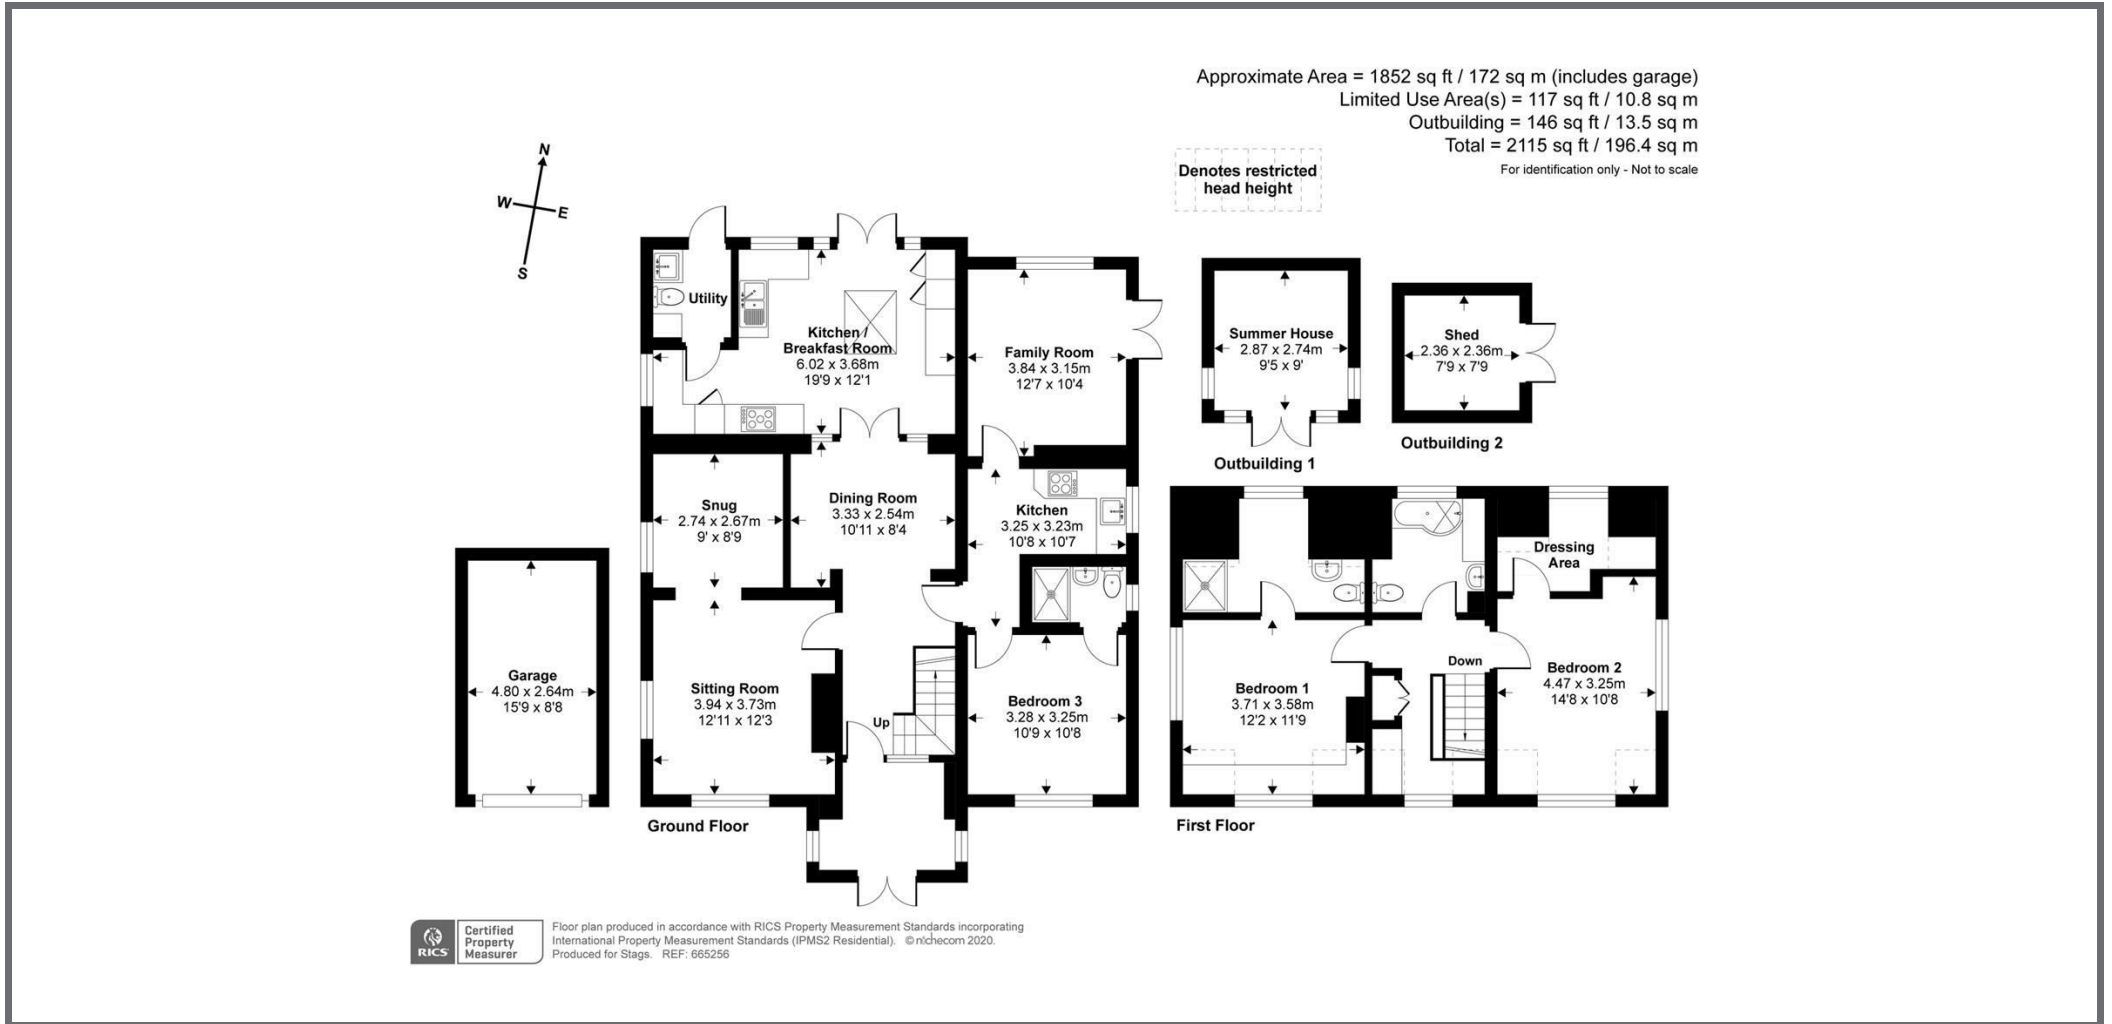 Approximate Area = 1852 sq ft / 172 sq m (includes garage)
Limited Use Area(s) = 117 sq ft / 10.8 sq m
Outbuilding = 146 sq ft / 13.5 sq m
Total = 2115 sq ft / 196.4 sq m
For identification only - Not to scale
Denotes restricted
head height
N
W
E
S
Utility
Kitchen /
Breakfast Room
6.02 x 3.68m
19'9 x 12'1
Family Room
3.84 x 3.15m
12'7 x 10'4
Summer House
2.87 x 2.74m
9'5 x 9'
Outbuilding 1
Shed
2.36 x 2.36m
7'9 x 7'9
Outbuilding 2
Snug
2.74 x 2.67m
9' x 8'9
Dining Room
3.33 x 2.54m
10'11 x 8'4
Kitchen
3.25 x 3.23m
10'8 x 10'7
Dressing
Area
Garage
4.80 x 2.64m
15'9 x 8'8
Sitting Room
3.94 x 3.73m
12'11 x 12'3
Up
Bedroom 3
3.28 x 3.25m
10'9 x 10'8
Bedroom 1
3.71 x 3.58m
12'2 x 11'9
Down
Bedroom 2
4.47 x 3.25m
14'8 x 10'8
Ground Floor
First Floor
RICS
Certified
Property
Measurer
Floor plan produced in accordance with RICS Property Measurement Standards incorporating
International Property Measurement Standards (IPMS2 Residential). © nichecom 2020.
Produced for Stags. REF: 665256